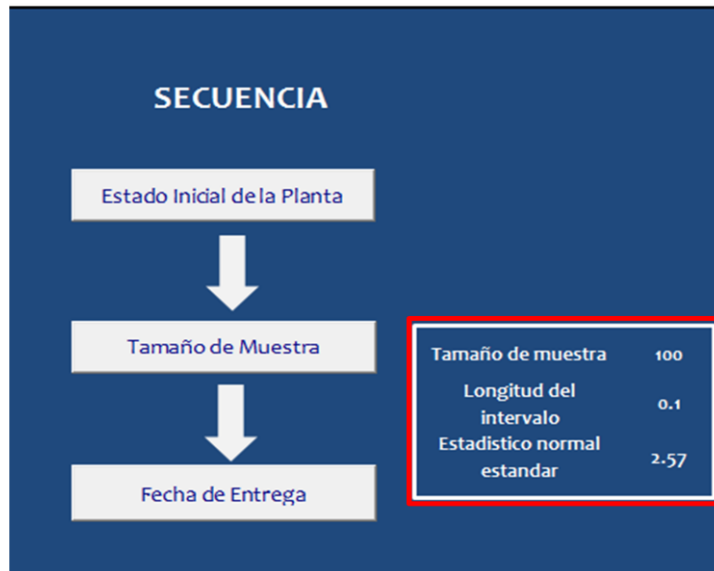 SECUENCIA
Estado Inicial de la Planta
Tamaño de Muestra
Tamaño de muestra 100
Longitud del
intervalo 0.1
Estadistico normal
estandar 2.57
Fecha de Entrega